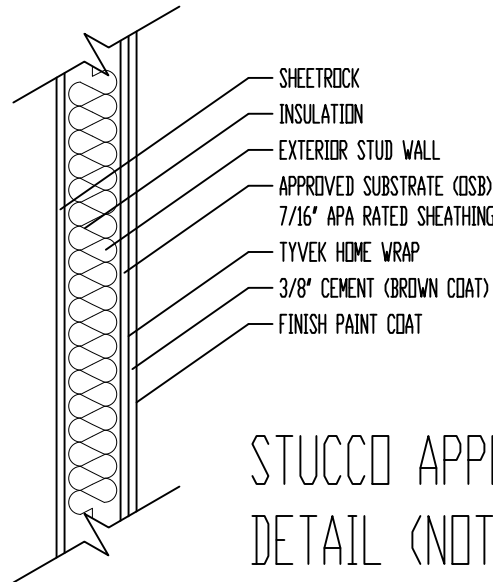 SHEETROCK
INSULATION
EXTERIOR STUD WALL
APPROVED SUBSTRATE (OSB)
7/16" APA RATED SHEATHING
TYVEK HOME WRAP
3/8" CEMENT (BROWN COAT)
FINISH PAINT COAT
STUCCO
DETAIL (NOT